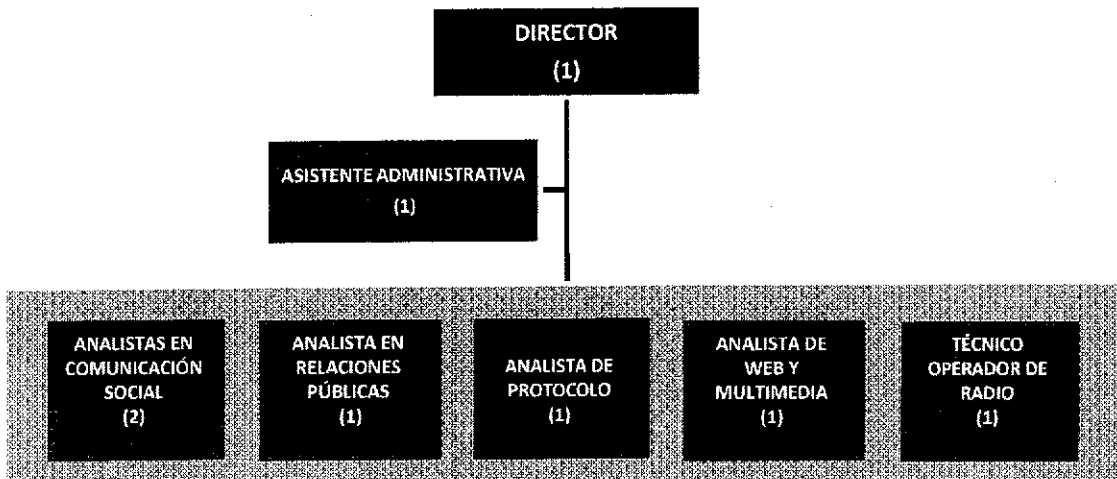 DIRECTOR
(1)
ASISTENTE ADMINISTRATIVA
(1)
ANALISTAS EN
COMUNICACIÓN
SOCIAL
(2)
ANALISTA EN
RELACIONES
PÚBLICAS
(1)
ANALISTA DE
PROTOCOLO
(1)
ANALISTA DE
WEB Y
MULTIMEDIA
(1)
TÉCNICO
OPERADOR DE
RADIO
(1)